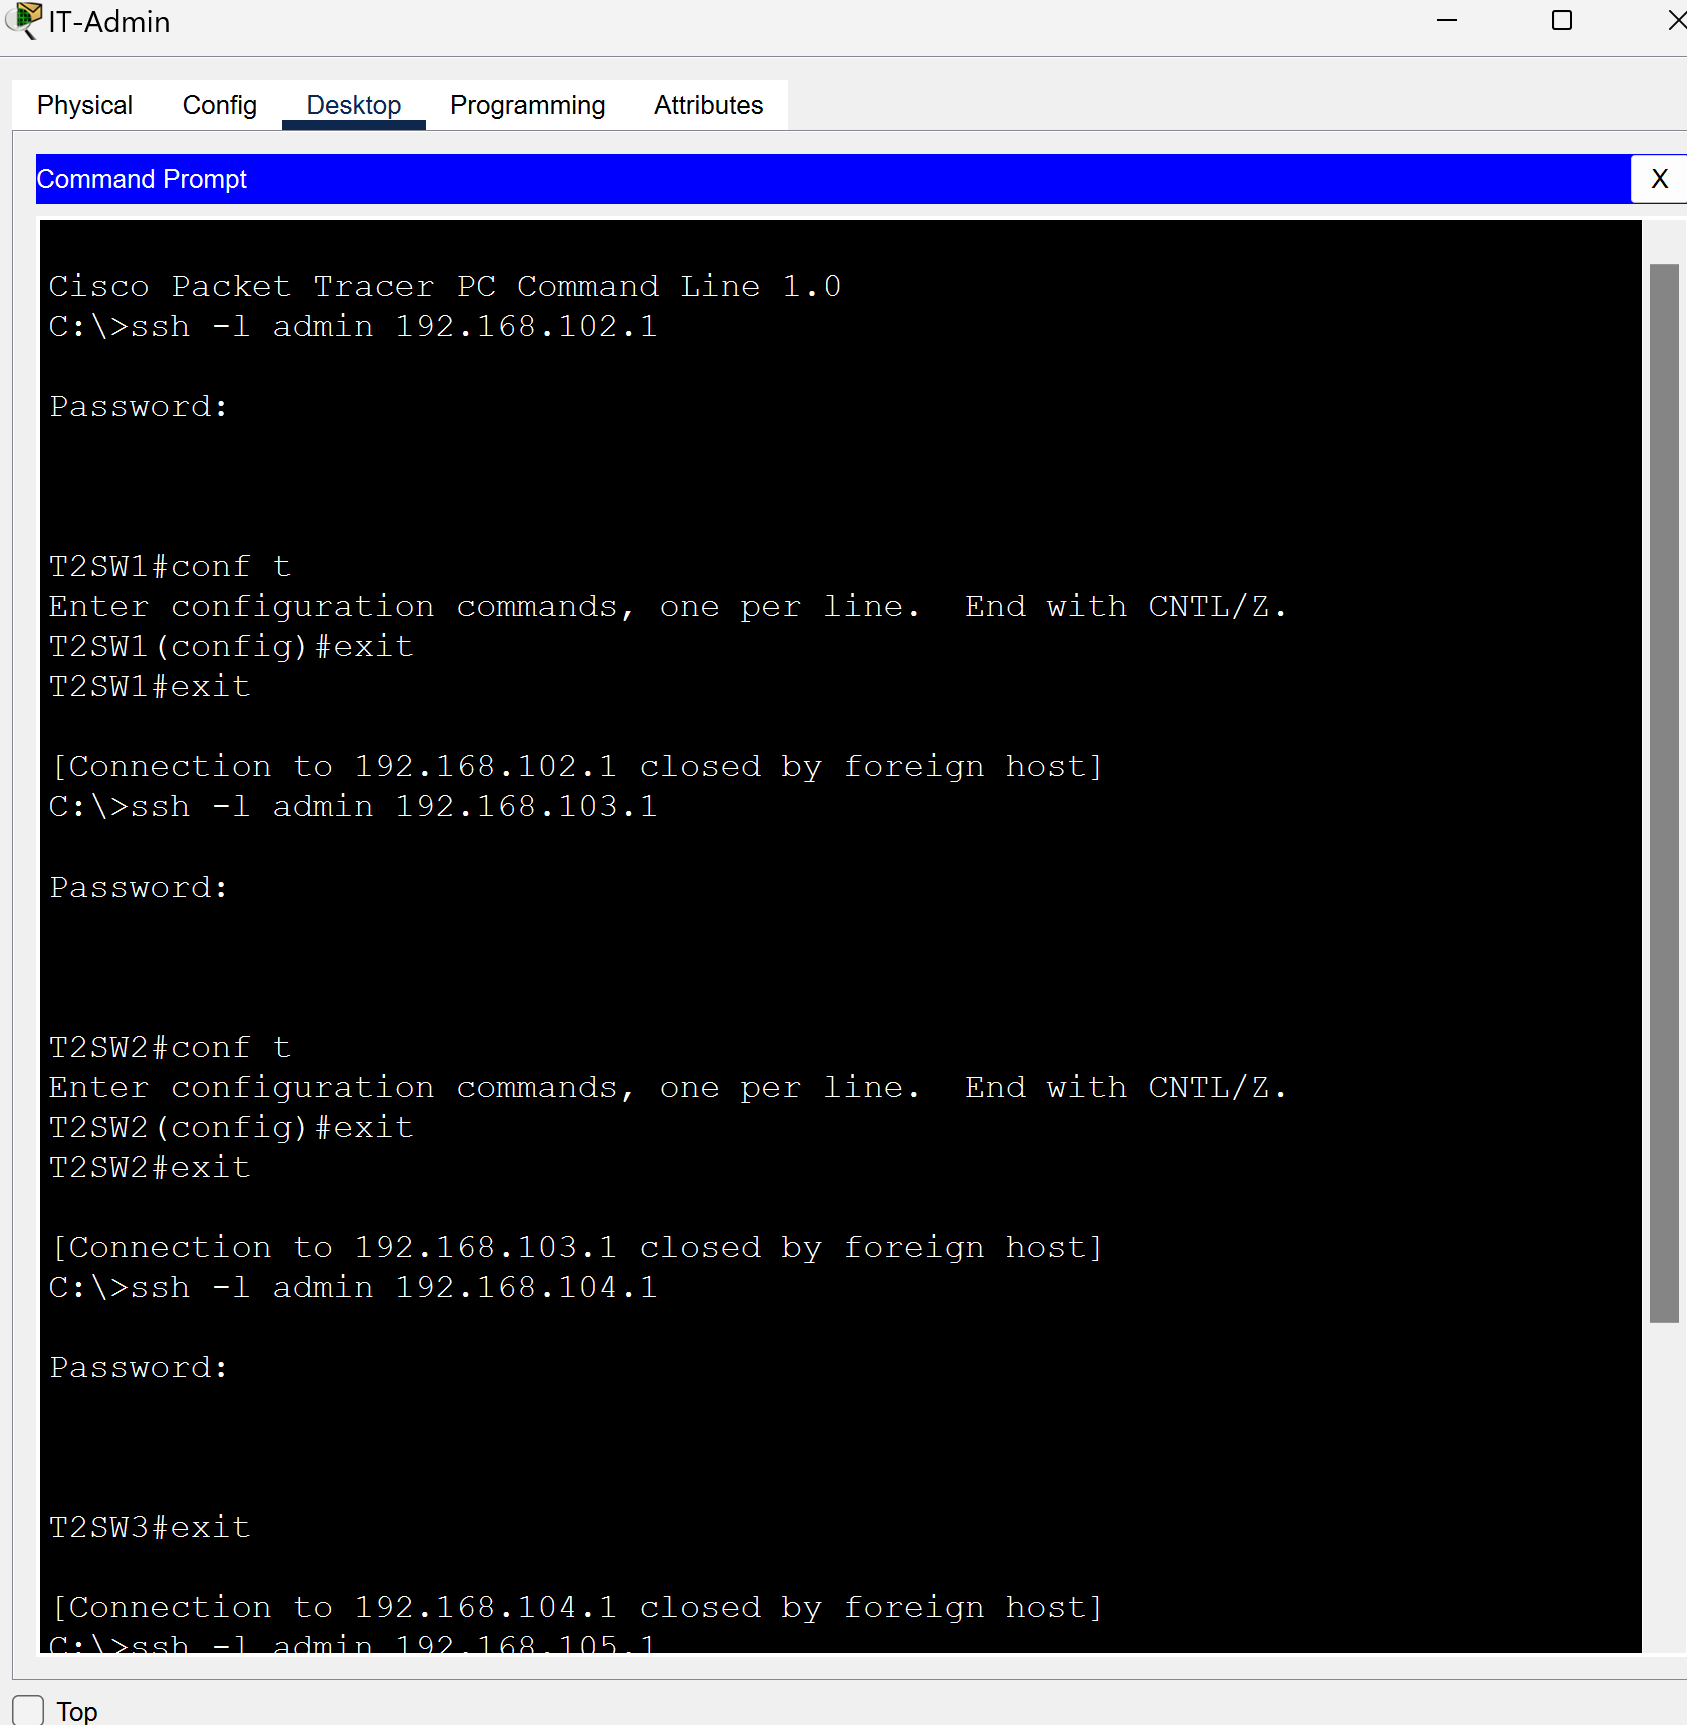 IT-Admin
Physical Config Desktop Programming Attributes
Command Prompt X
Cisco Packet Tracer PC Command Line 1.0
C:\>ssh -l admin 192.168.102.1
Password:
T2SW1#conf t
Enter configuration commands, one per line.  End with CNTL/Z.
T2SW1(config)#exit
T2SW1#exit
[Connection to 192.168.102.1 closed by foreign host]
C:\>ssh -l admin 192.168.103.1
Password:
T2SW2#conf t
Enter configuration commands, one per line.  End with CNTL/Z.
T2SW2(config)#exit
T2SW2#exit
[Connection to 192.168.103.1 closed by foreign host]
C:\>ssh -l admin 192.168.104.1
Password:
T2SW3#exit
[Connection to 192.168.104.1 closed by foreign host]
C:\>ssh -l admin 192.168.105.1
Top